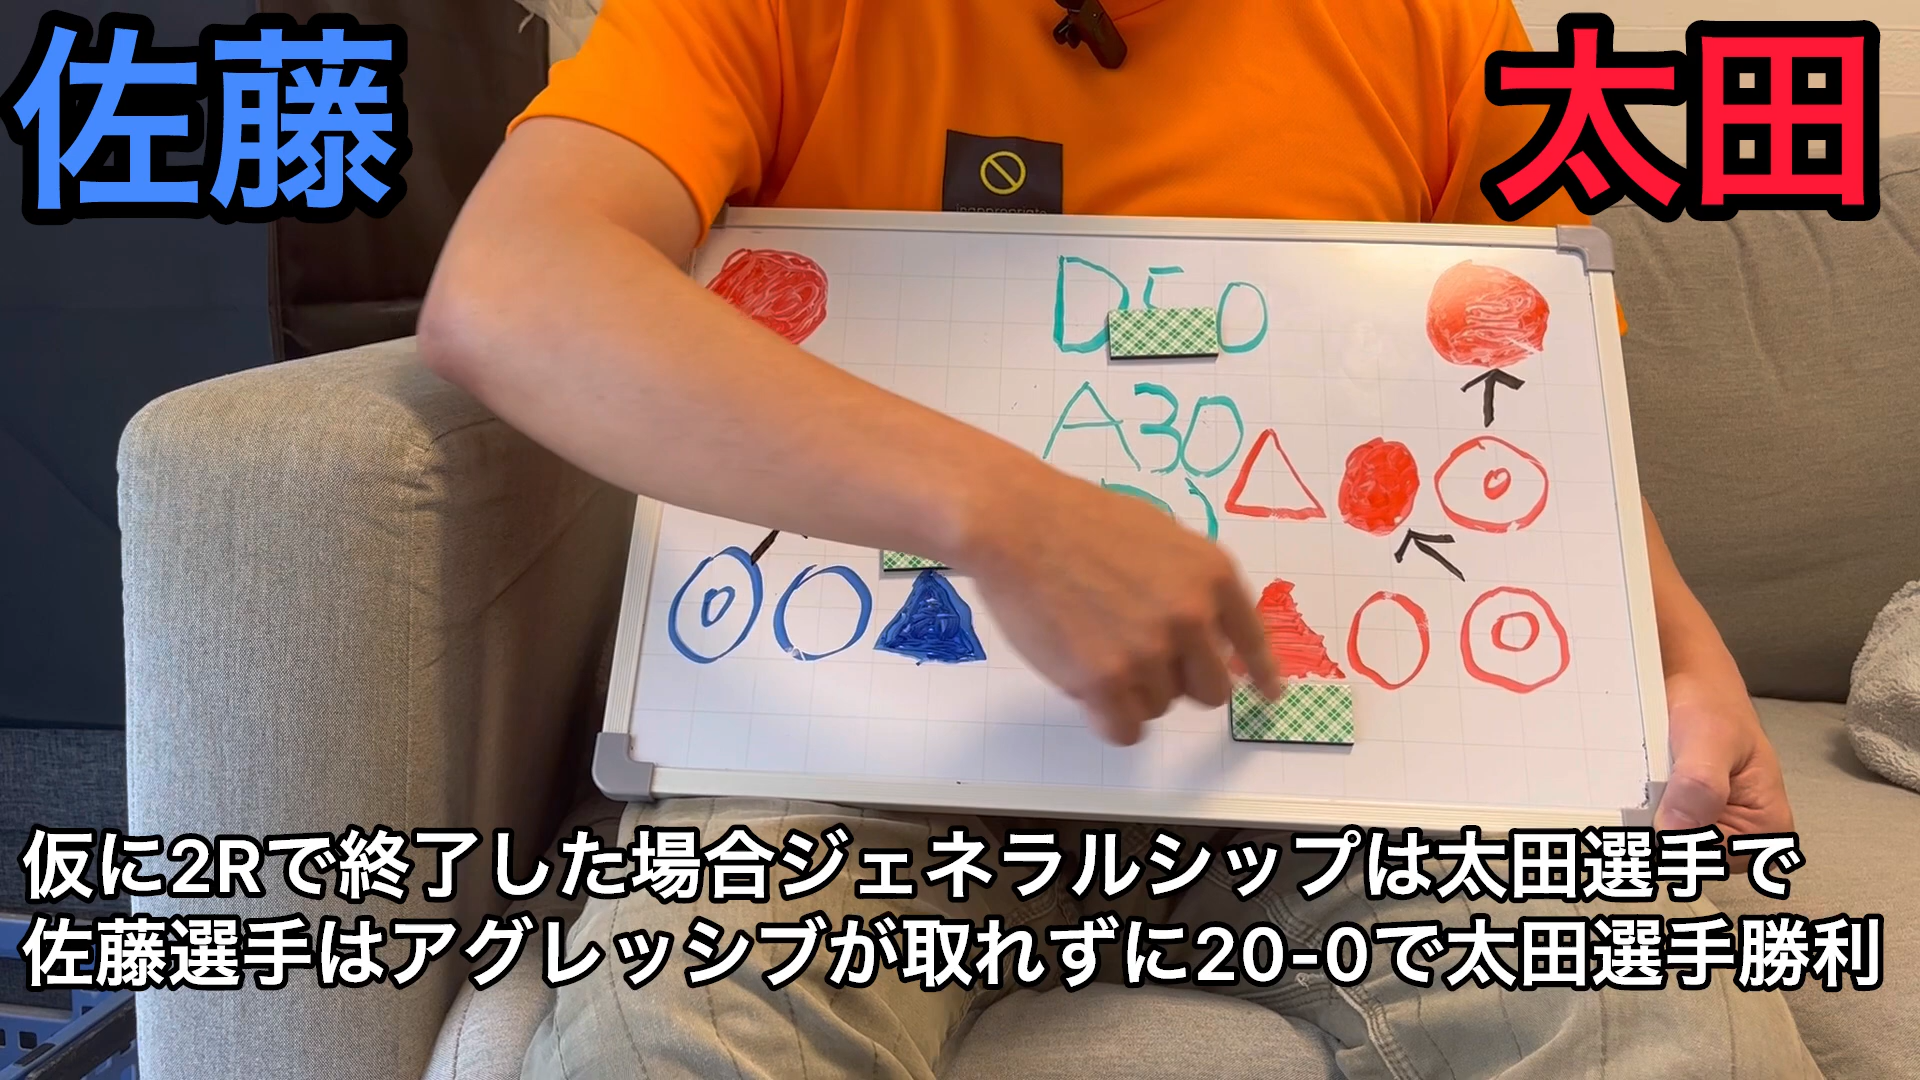 佐藤
太田
D50
A30
仮に2Rで終了した場合ジェネラルシップは太田選手で
佐藤選手はアグレッシブが取れずに20-0で太田選手勝利